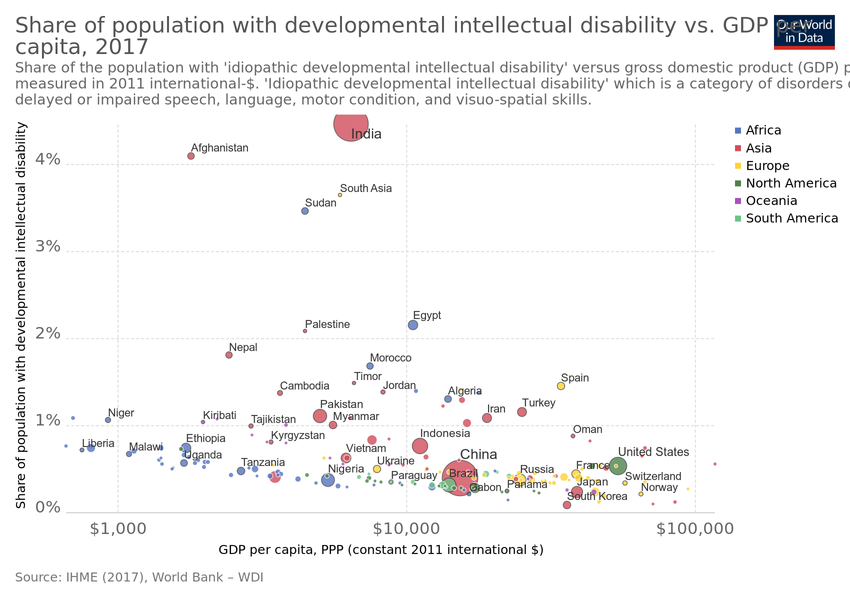 Share of population with developmental intellectual disability vs. GDP per
capita, 2017
Our World
in Data
Share of the population with 'idiopathic developmental intellectual disability' versus gross domestic product (GDP) p
measured in 2011 international-$. 'Idiopathic developmental intellectual disability' which is a category of disorders
delayed or impaired speech, language, motor condition, and visuo-spatial skills.
Share of population with developmental intellectual disability
4%
3%
2%
1%
0%
India
Afghanistan
South Asia
Sudan
Egypt
Palestine
Nepal
Morocco
Timor
Jordan
Cambodia
Algeria
Spain
Niger
Kiribati
Tajikistan
Pakistan
Myanmar
Iran
Turkey
Oman
Liberia
Malawi
Ethiopia
Uganda
Kyrgyzstan
Indonesia
Vietnam
Ukraine
China
United States
Tanzania
Nigeria
Paraguay
Brazil
Gabon
Panama
Russia
France
Japan
Switzerland
Norway
South Korea
$1,000
$10,000
$100,000
GDP per capita, PPP (constant 2011 international $)
Africa
Asia
Europe
North America
Oceania
South America
Source: IHME (2017), World Bank – WDI